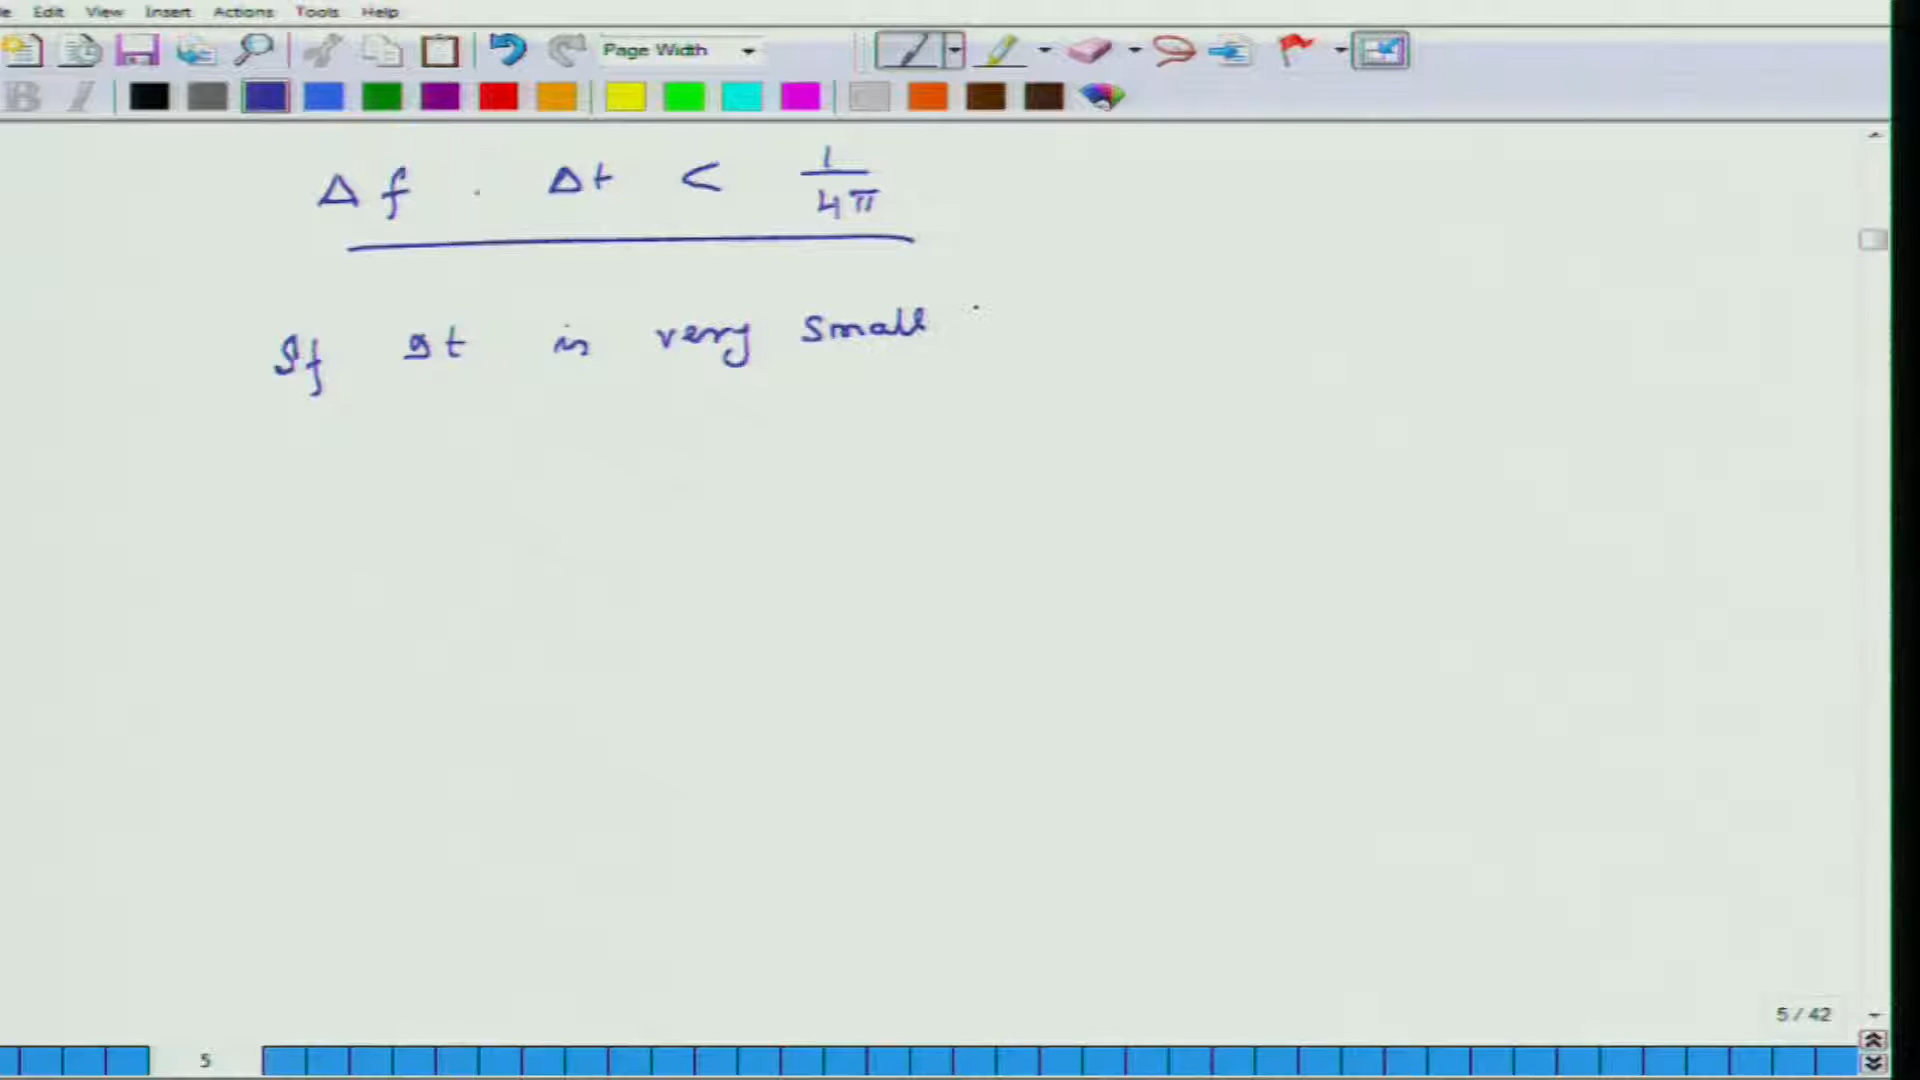 Edit View Insert Actions Tools Help
Page Width
B I
Δf . Δt < 1/4π
If It is very small
5 / 42
5